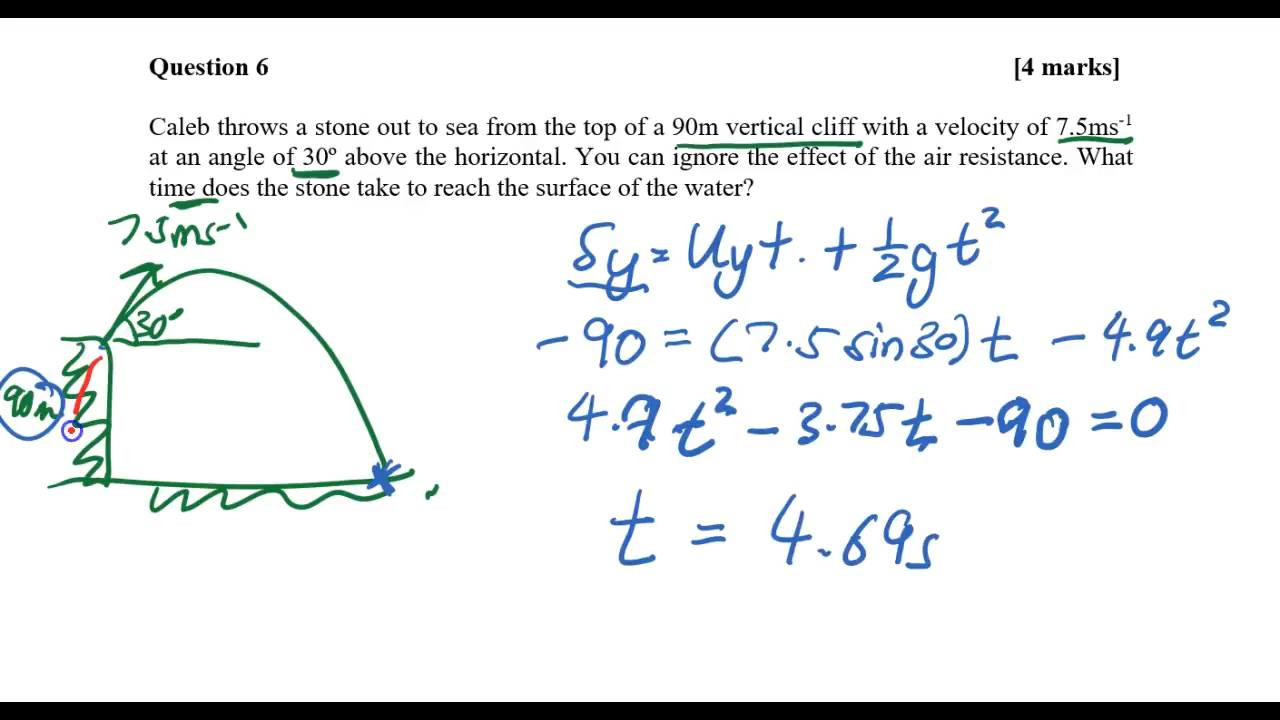 Question 6 [4 marks]
Caleb throws a stone out to sea from the top of a 90m vertical cliff with a velocity of 7.5ms⁻¹
at an angle of 30º above the horizontal. You can ignore the effect of the air resistance. What
time does the stone take to reach the surface of the water?
7.5ms⁻¹
30°
90m
Sy = Uyt. + ½gt²
-90 = (7.5 sin30)t - 4.9t²
4.9t² - 3.75t - 90 = 0
t = 4.69s